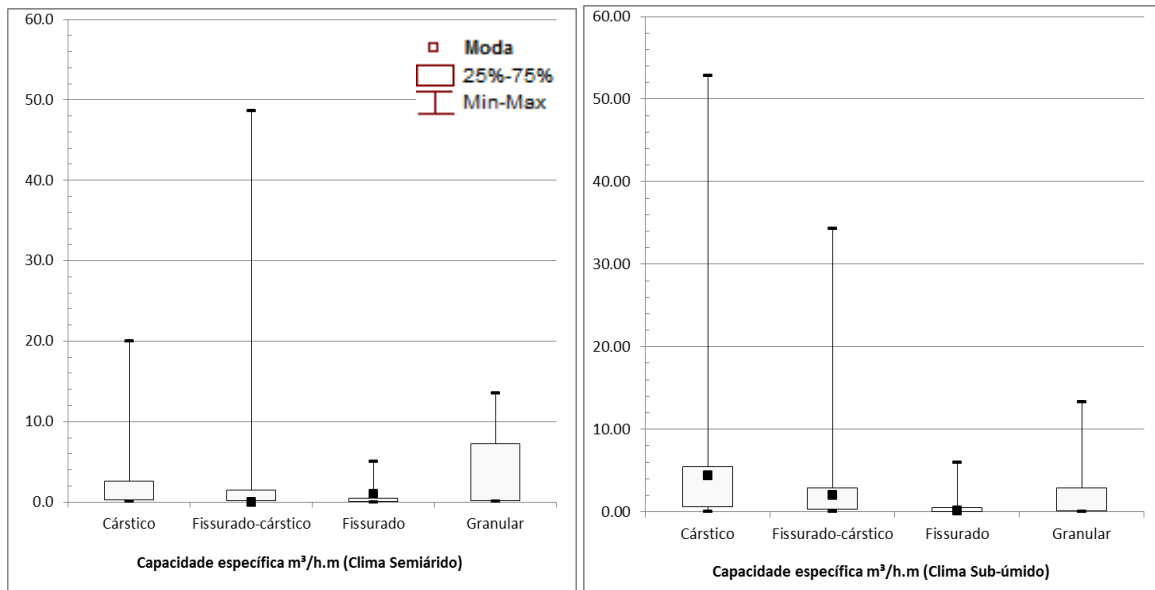 60.0
50.0
40.0
30.0
20.0
10.0
0.0
Moda
25%-75%
Min-Max
Cárstico Fissurado-cárstico Fissurado Granular
Capacidade específica m³/h.m (Clima Semiárido)
60.00
50.00
40.00
30.00
20.00
10.00
0.00
Cárstico Fissurado-cárstico Fissurado Granular
Capacidade específica m³/h.m (Clima Sub-úmido)